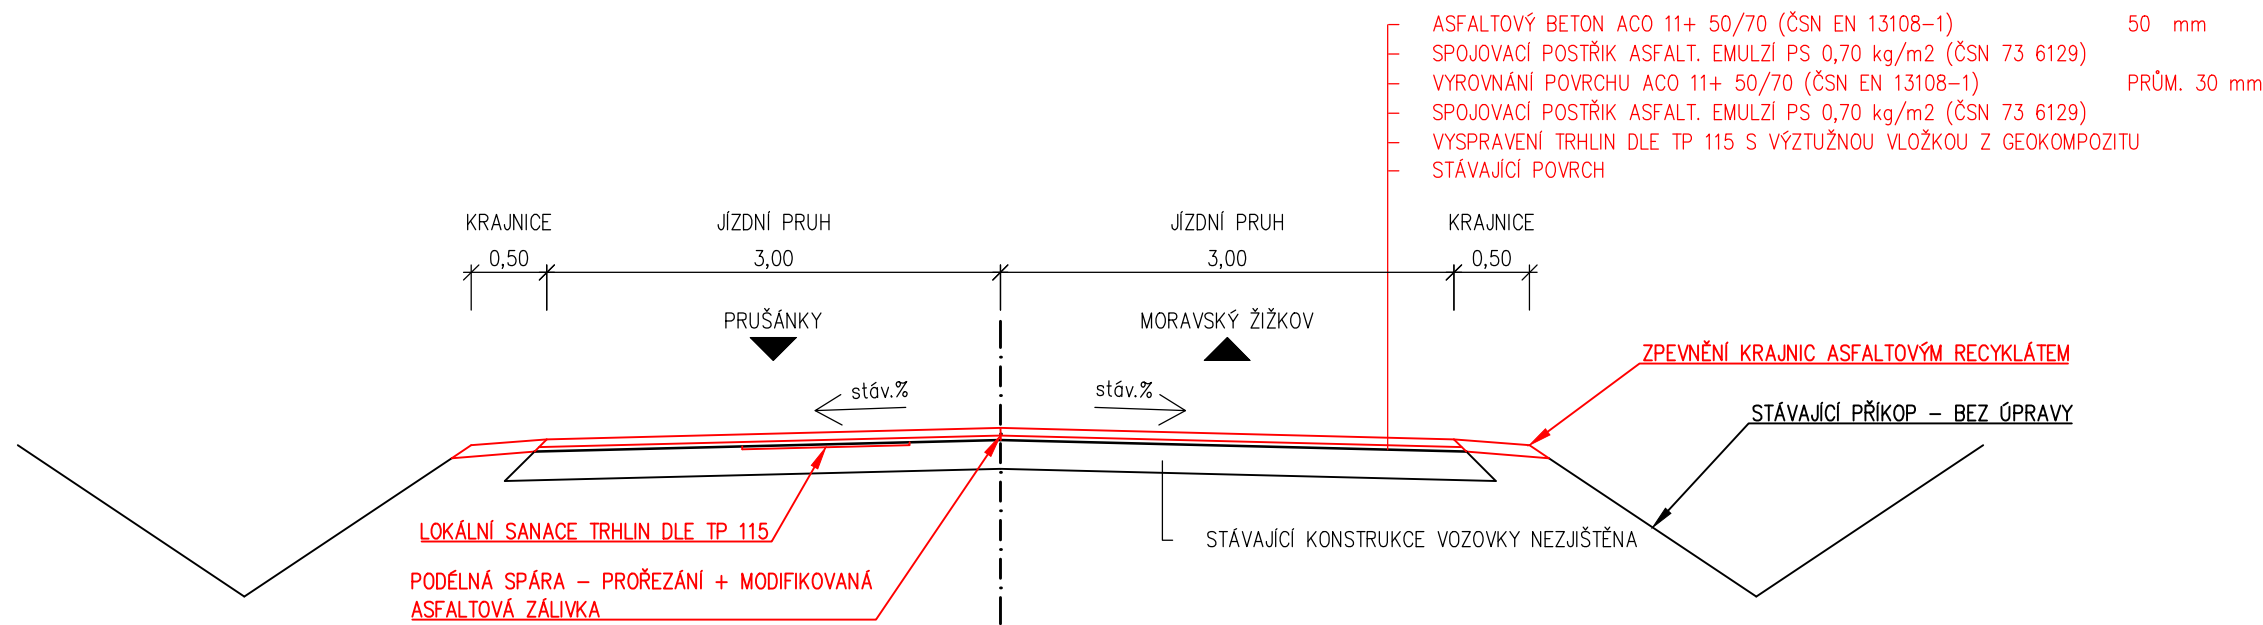 ASFALTOVÝ BETON ACO 11+ 50/70 (ČSN EN 13108-1) 50 mm
SPOJOVACÍ POSTŘIK ASFALT. EMULZÍ PS 0,70 kg/m2 (ČSN 73 6129)
VYROVNÁNÍ POVRCHU ACO 11+ 50/70 (ČSN EN 13108-1) PRŮM. 30 mm
SPOJOVACÍ POSTŘIK ASFALT. EMULZÍ PS 0,70 kg/m2 (ČSN 73 6129)
VYSPRAVENÍ TRHLIN DLE TP 115 S VÝZTUŽNOU VLOŽKOU Z GEOKOMPOZITU
STÁVAJÍCÍ POVRCH
KRAJNICE JÍZDNÍ PRUH JÍZDNÍ PRUH KRAJNICE
0,50 3,00 3,00 0,50
PRUŠÁNKY MORAVSKÝ ŽIŽKOV
ZPEVNĚNÍ KRAJNIC ASFALTOVÝM RECYKLÁTEM
stáv.% stáv.%
STÁVAJÍCÍ PŘÍKOP - BEZ ÚPRAVY
LOKÁLNÍ SANACE TRHLIN DLE TP 115
STÁVAJÍCÍ KONSTRUKCE VOZOVKY NEZJIŠTĚNA
PODÉLNÁ SPÁRA - PROŘEZÁNÍ + MODIFIKOVANÁ
ASFALTOVÁ ZÁLIVKA